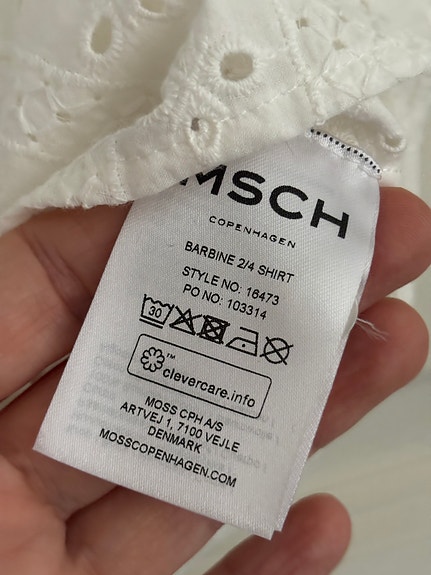 MSCH
COPENHAGEN
BARBINE 2/4 SHIRT
STYLE NO: 16473
PO NO: 103314
30
™
clevercare.info
MOSS CPH A/S
ARTVEJ 1, 7100 VEJLE
DENMARK
MOSSCOPENHAGEN.COM